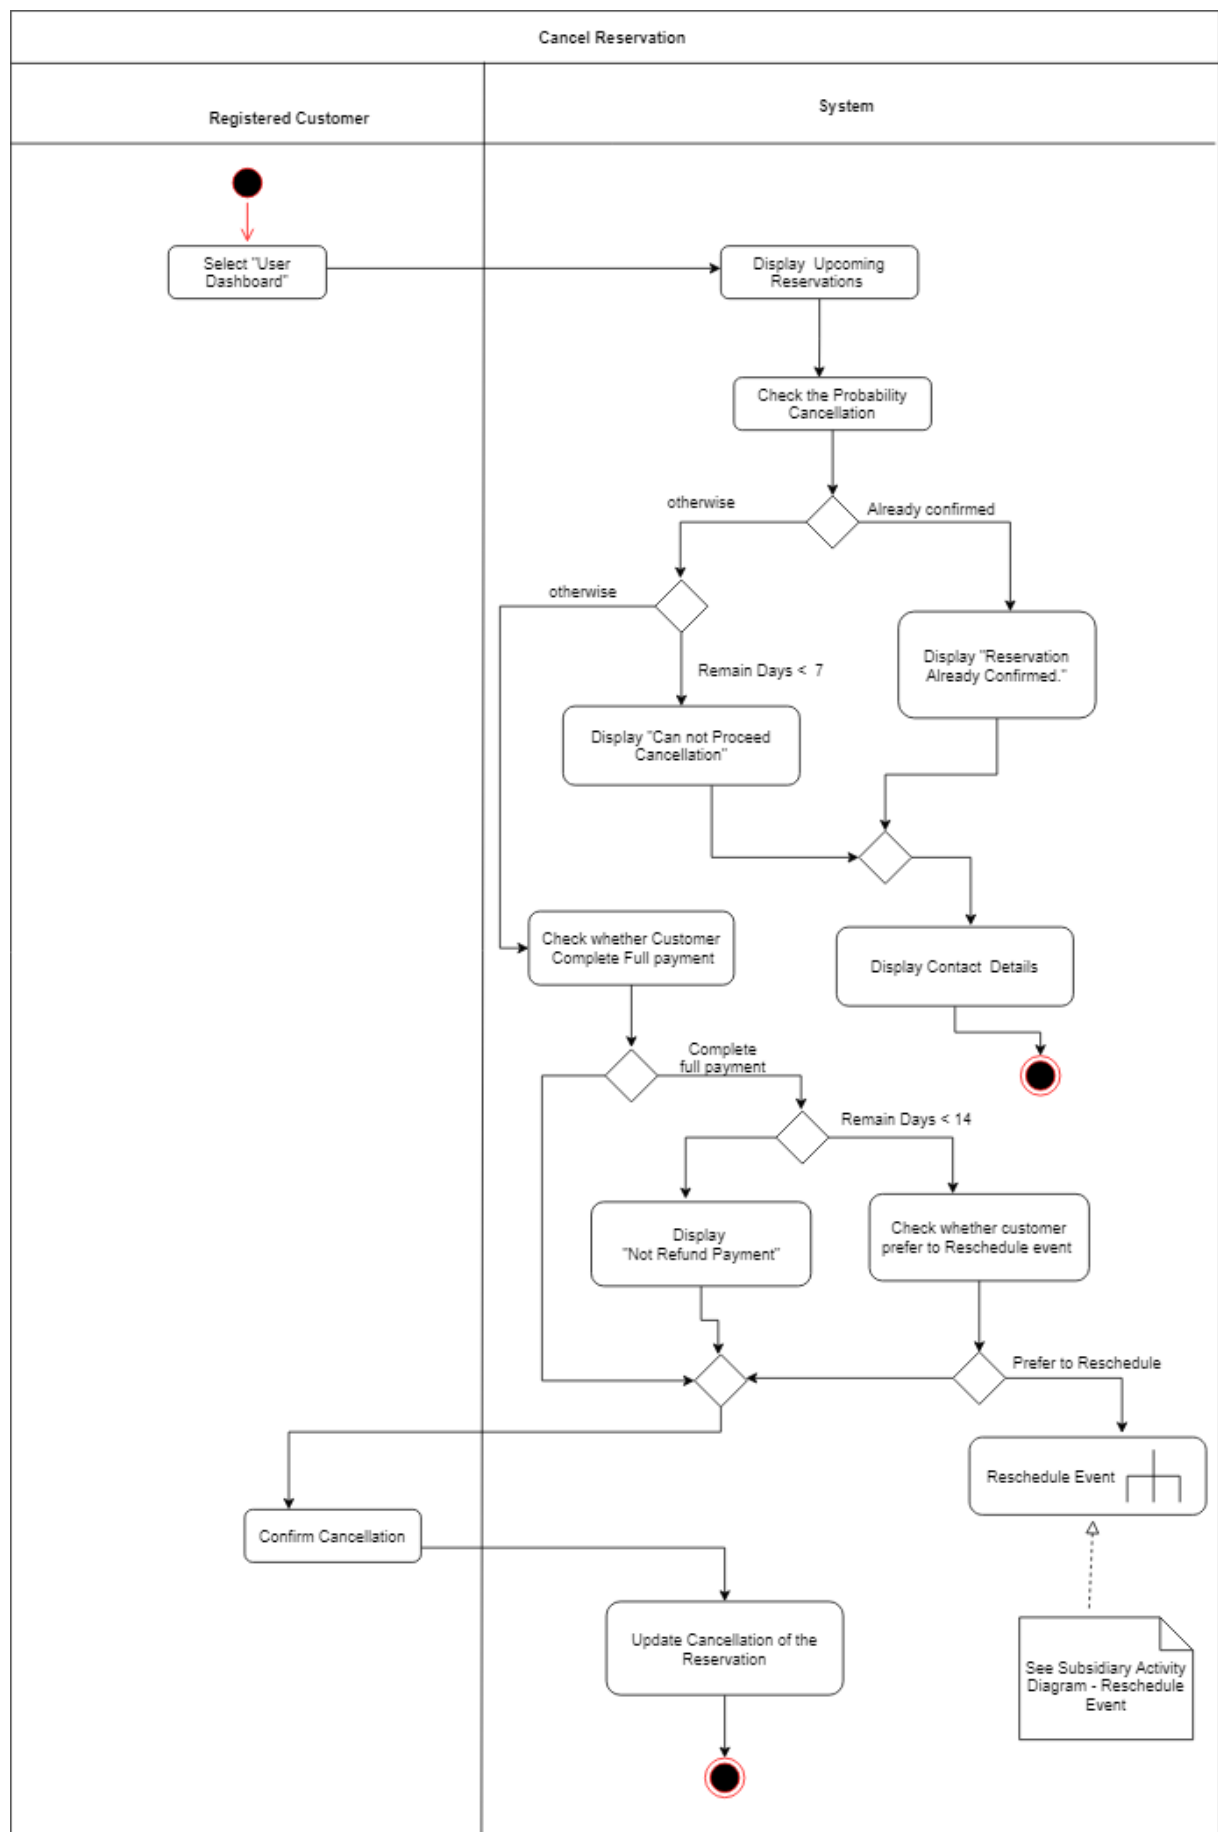 Cancel Reservation
Registered Customer
System
Select "User
Dashboard"
Display  Upcoming
Reservations
Check the Probability
Cancellation
otherwise
Already confirmed
otherwise
Display "Reservation
Already Confirmed."
Remain Days <  7
Display "Can not Proceed
Cancellation"
Check whether Customer
Complete Full payment
Display Contact  Details
Complete
full payment
Remain Days < 14
Display
"Not Refund Payment"
Check whether customer
prefer to Reschedule event
Prefer to Reschedule
Reschedule Event
Confirm Cancellation
Update Cancellation of the
Reservation
See Subsidiary Activity
Diagram - Reschedule
Event